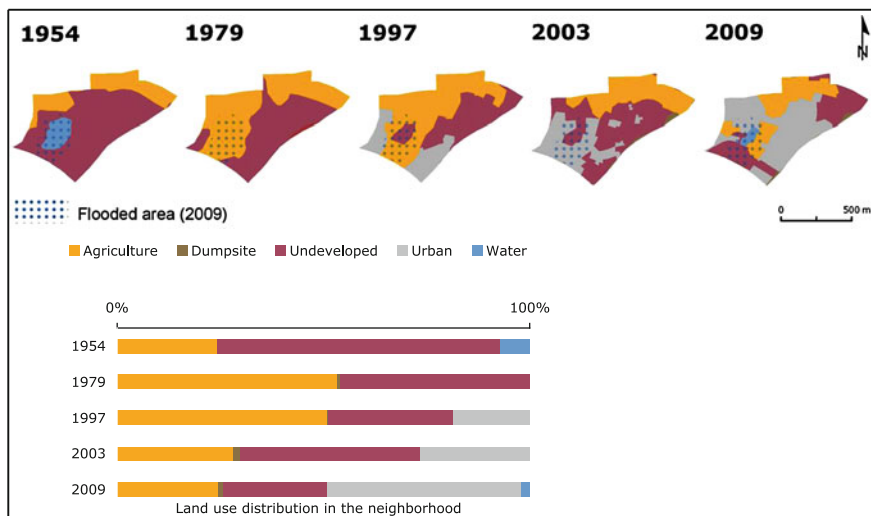 1954 1979 1997 2003 2009
N
Flooded area (2009)
0 500 m
Agriculture Dumpsite Undeveloped Urban Water
0% 100%
1954
1979
1997
2003
2009
Land use distribution in the neighborhood